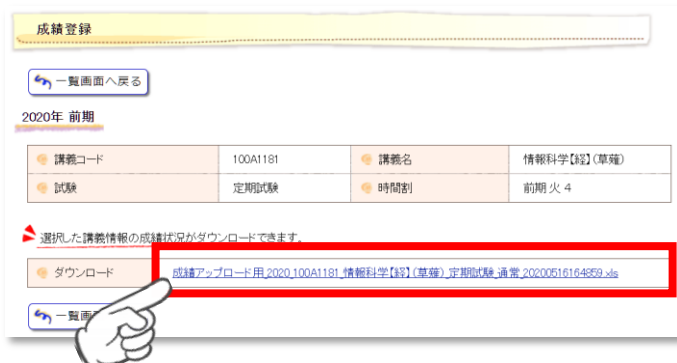 成績登録
一覧画面へ戻る
2020年 前期
講義コード 100A1181 講義名 情報科学【経】(草薙)
試験 定期試験 時間割 前期 火 4
選択した講義情報の成績状況がダウンロードできます。
ダウンロード 成績アップロード用_2020_100A1181_情報科学【経】(草薙)_定期試験_通常_20200516164859.xls
一覧画